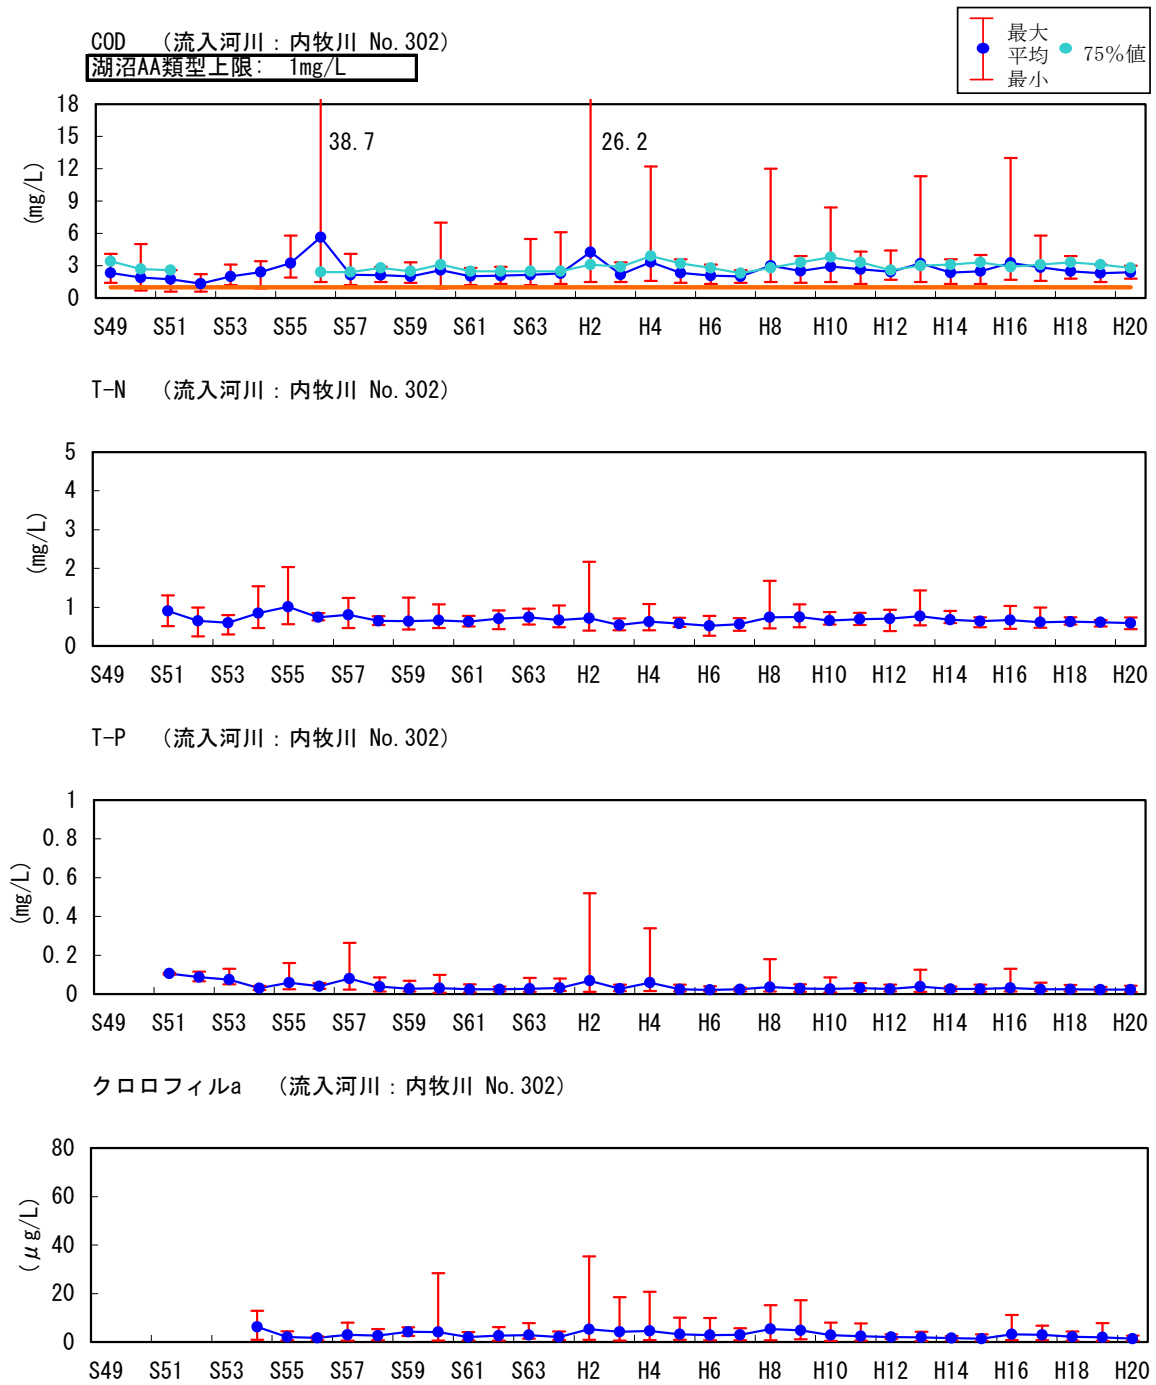 COD （流入河川：内牧川 No.302）
湖沼AA類型上限： 1mg/L
最大
平均
最小
75%値
(mg/L)
18
15
12
9
6
3
0
38.7
26.2
S49 S51 S53 S55 S57 S59 S61 S63 H2 H4 H6 H8 H10 H12 H14 H16 H18 H20
T-N （流入河川：内牧川 No.302）
(mg/L)
5
4
3
2
1
0
S49 S51 S53 S55 S57 S59 S61 S63 H2 H4 H6 H8 H10 H12 H14 H16 H18 H20
T-P （流入河川：内牧川 No.302）
(mg/L)
1
0.8
0.6
0.4
0.2
0
S49 S51 S53 S55 S57 S59 S61 S63 H2 H4 H6 H8 H10 H12 H14 H16 H18 H20
クロロフィルa （流入河川：内牧川 No.302）
(μg/L)
80
60
40
20
0
S49 S51 S53 S55 S57 S59 S61 S63 H2 H4 H6 H8 H10 H12 H14 H16 H18 H20